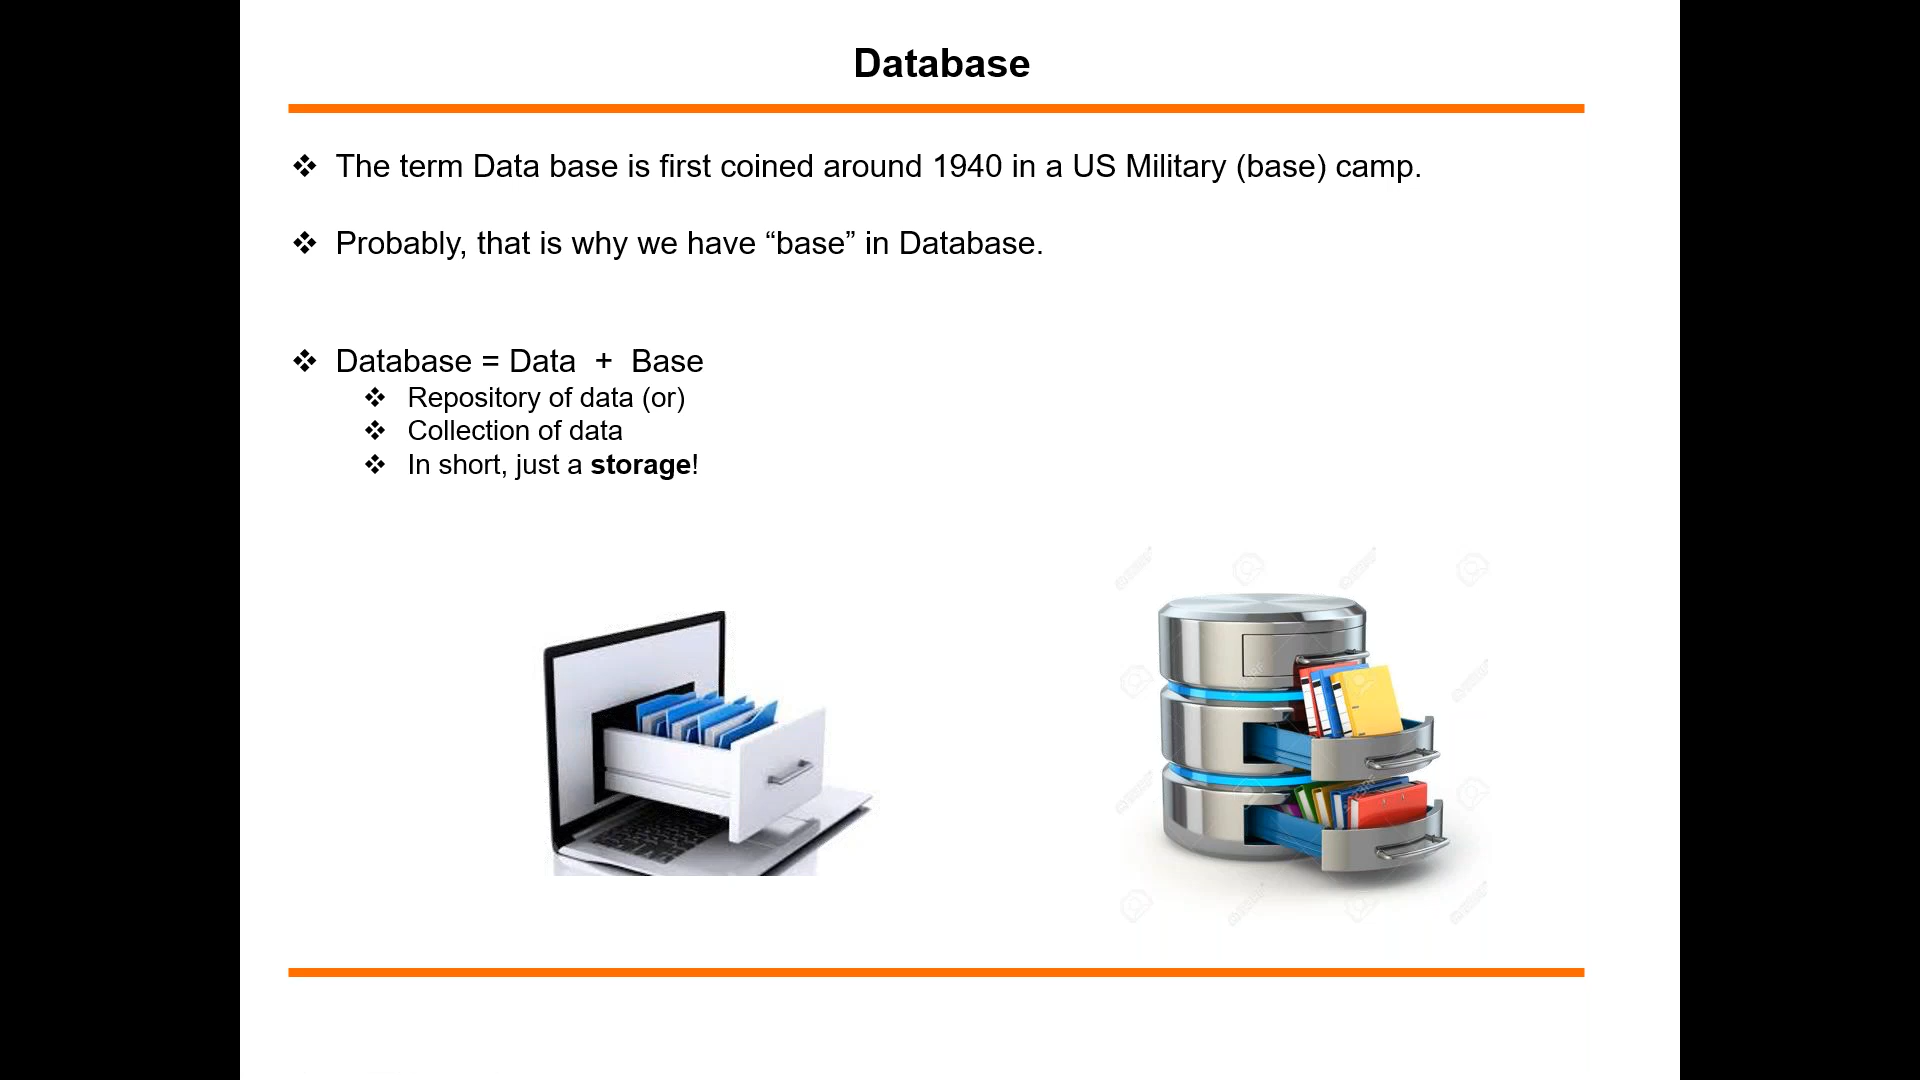 Database
❖ The term Data base is first coined around 1940 in a US Military (base) camp.
❖ Probably, that is why we have “base” in Database.
❖ Database = Data + Base
❖ Repository of data (or)
❖ Collection of data
❖ In short, just a storage!